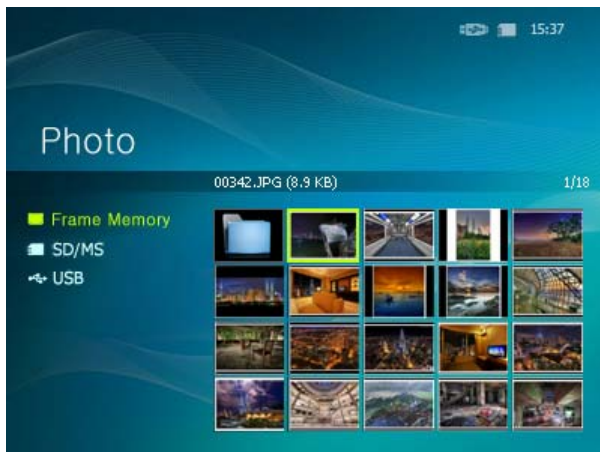 15:37
Photo
00342.JPG (8.9 KB) 1/18
Frame Memory
SD/MS
USB